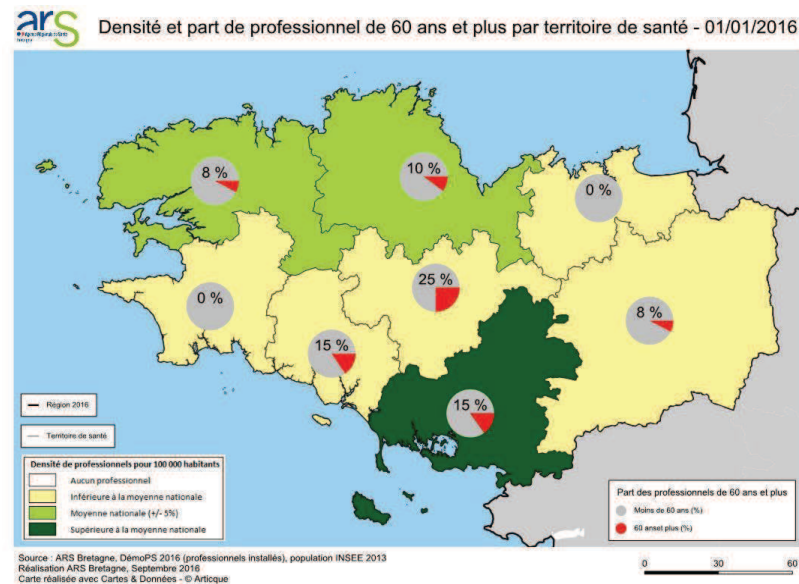 ars
Densité et part de professionnel de 60 ans et plus par territoire de santé - 01/01/2016
8 %
10 %
0 %
25 %
0 %
8 %
15 %
15 %
Région 2016
Territoire de santé
Densité de professionnels pour 100 000 habitants
Aucun professionnel
Inférieure à la moyenne nationale
Moyenne nationale (+/- 5%)
Supérieure à la moyenne nationale
Part des professionnels de 60 ans et plus
Moins de 60 ans (%)
60 anset plus (%)
Source : ARS Bretagne, DémoPS 2016 (professionnels installés), population INSEE 2013
Réalisation ARS Bretagne, Septembre 2016
Carte réalisée avec Cartes & Données - © Articque
0 30 60